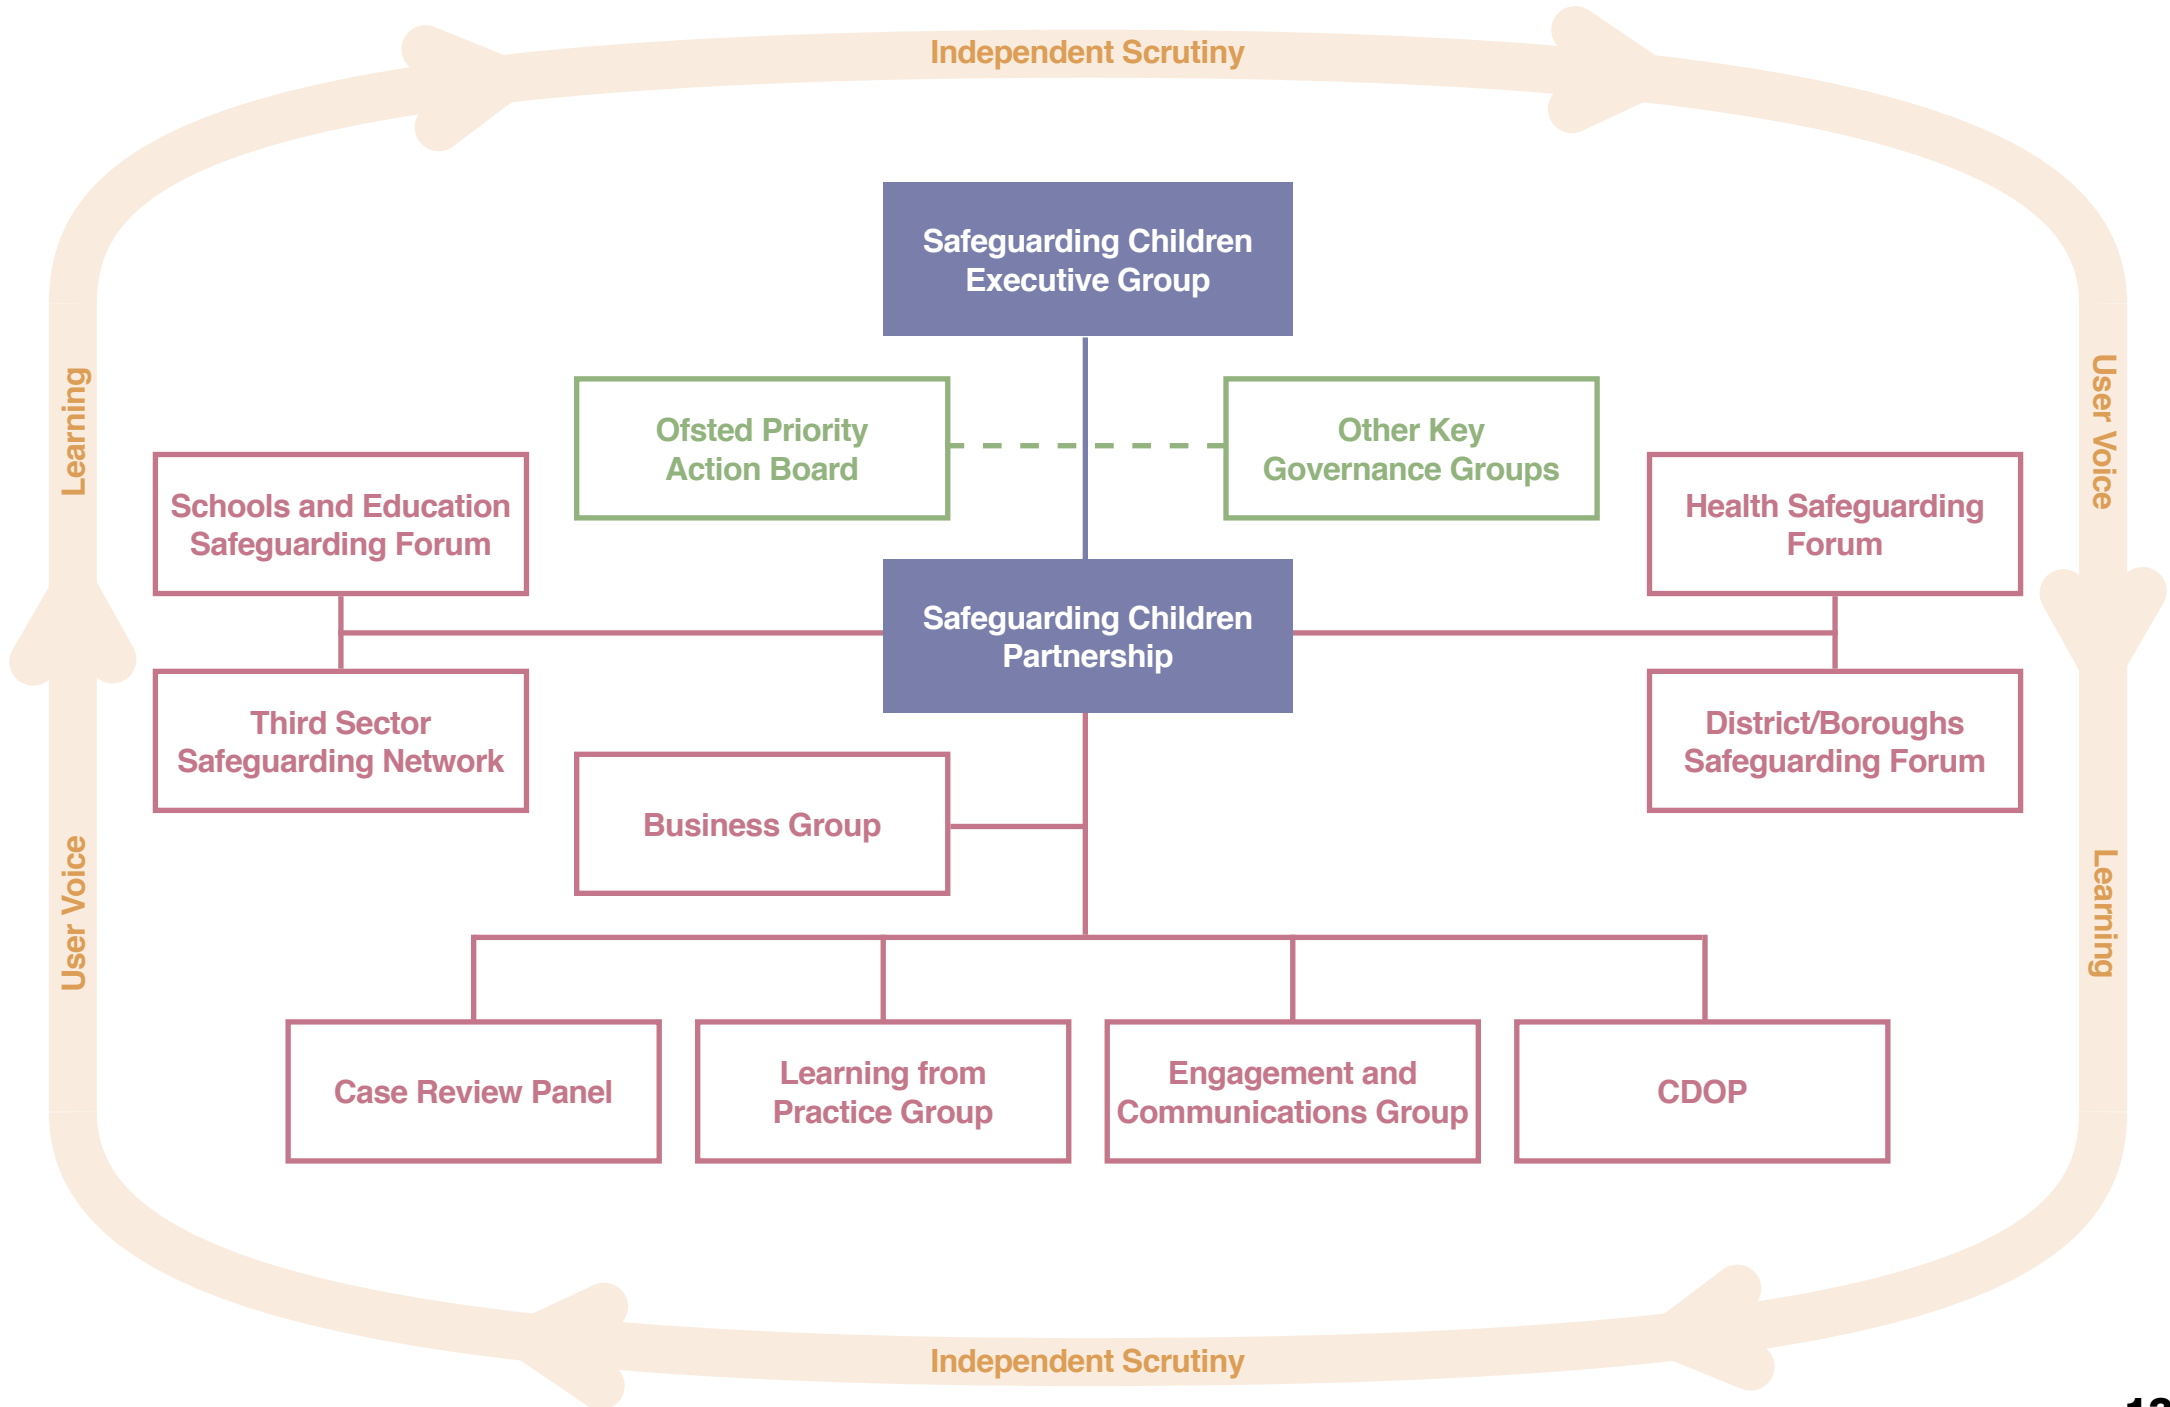 Independent Scrutiny
Safeguarding Children
Executive Group
Learning
User Voice
Ofsted Priority
Action Board
Other Key
Governance Groups
Schools and Education
Safeguarding Forum
Health Safeguarding
Forum
Safeguarding Children
Partnership
Third Sector
Safeguarding Network
District/Boroughs
Safeguarding Forum
Business Group
User Voice
Learning
Case Review Panel
Learning from
Practice Group
Engagement and
Communications Group
CDOP
Independent Scrutiny